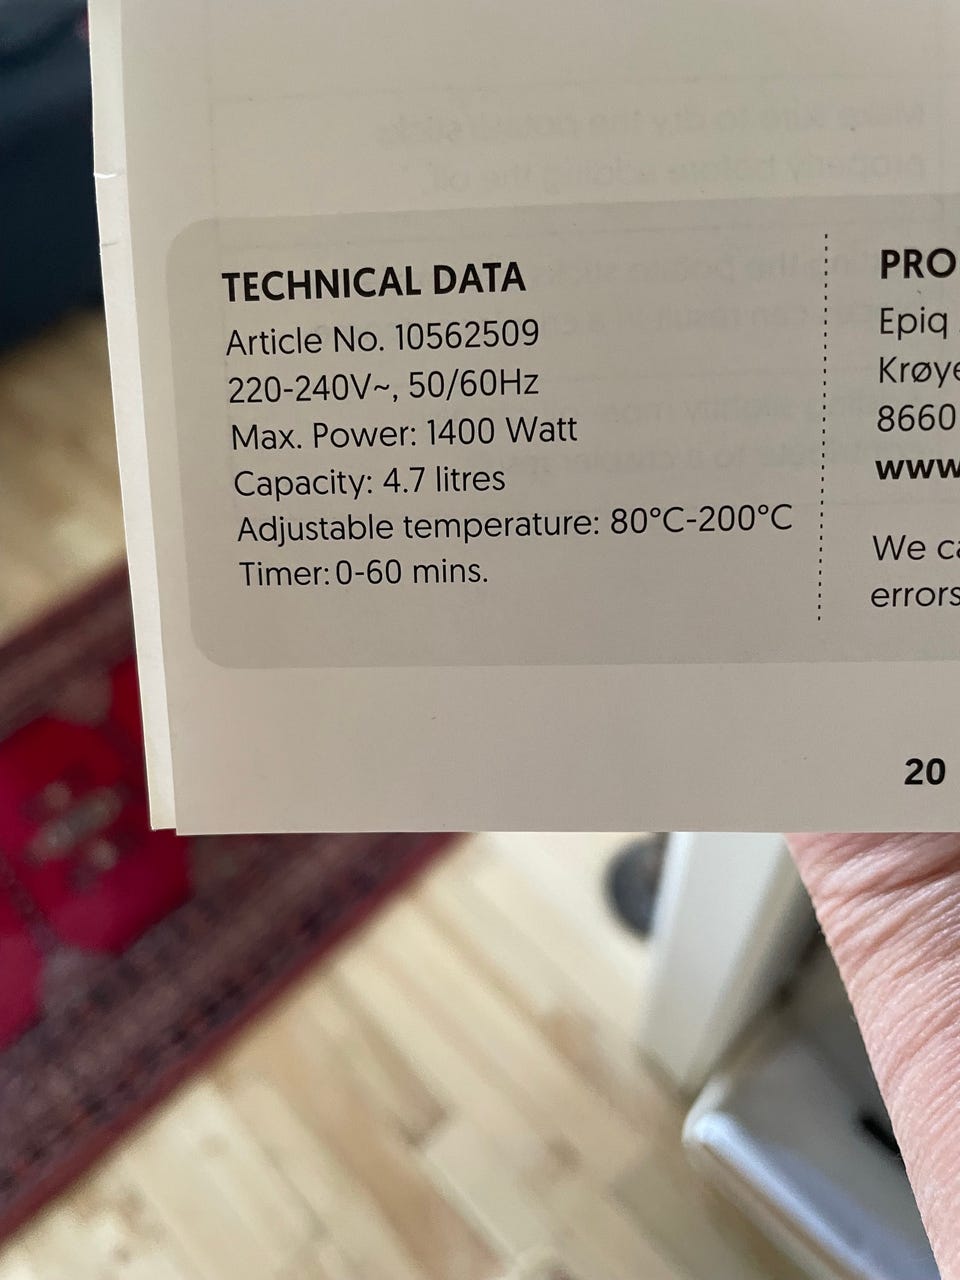 TECHNICAL DATA
Article No. 10562509
220-240V~, 50/60Hz
Max. Power: 1400 Watt
Capacity: 4.7 litres
Adjustable temperature: 80°C-200°C
Timer: 0-60 mins.
PRO
Epiq
Krøye
8660
www
We ca
errors
20